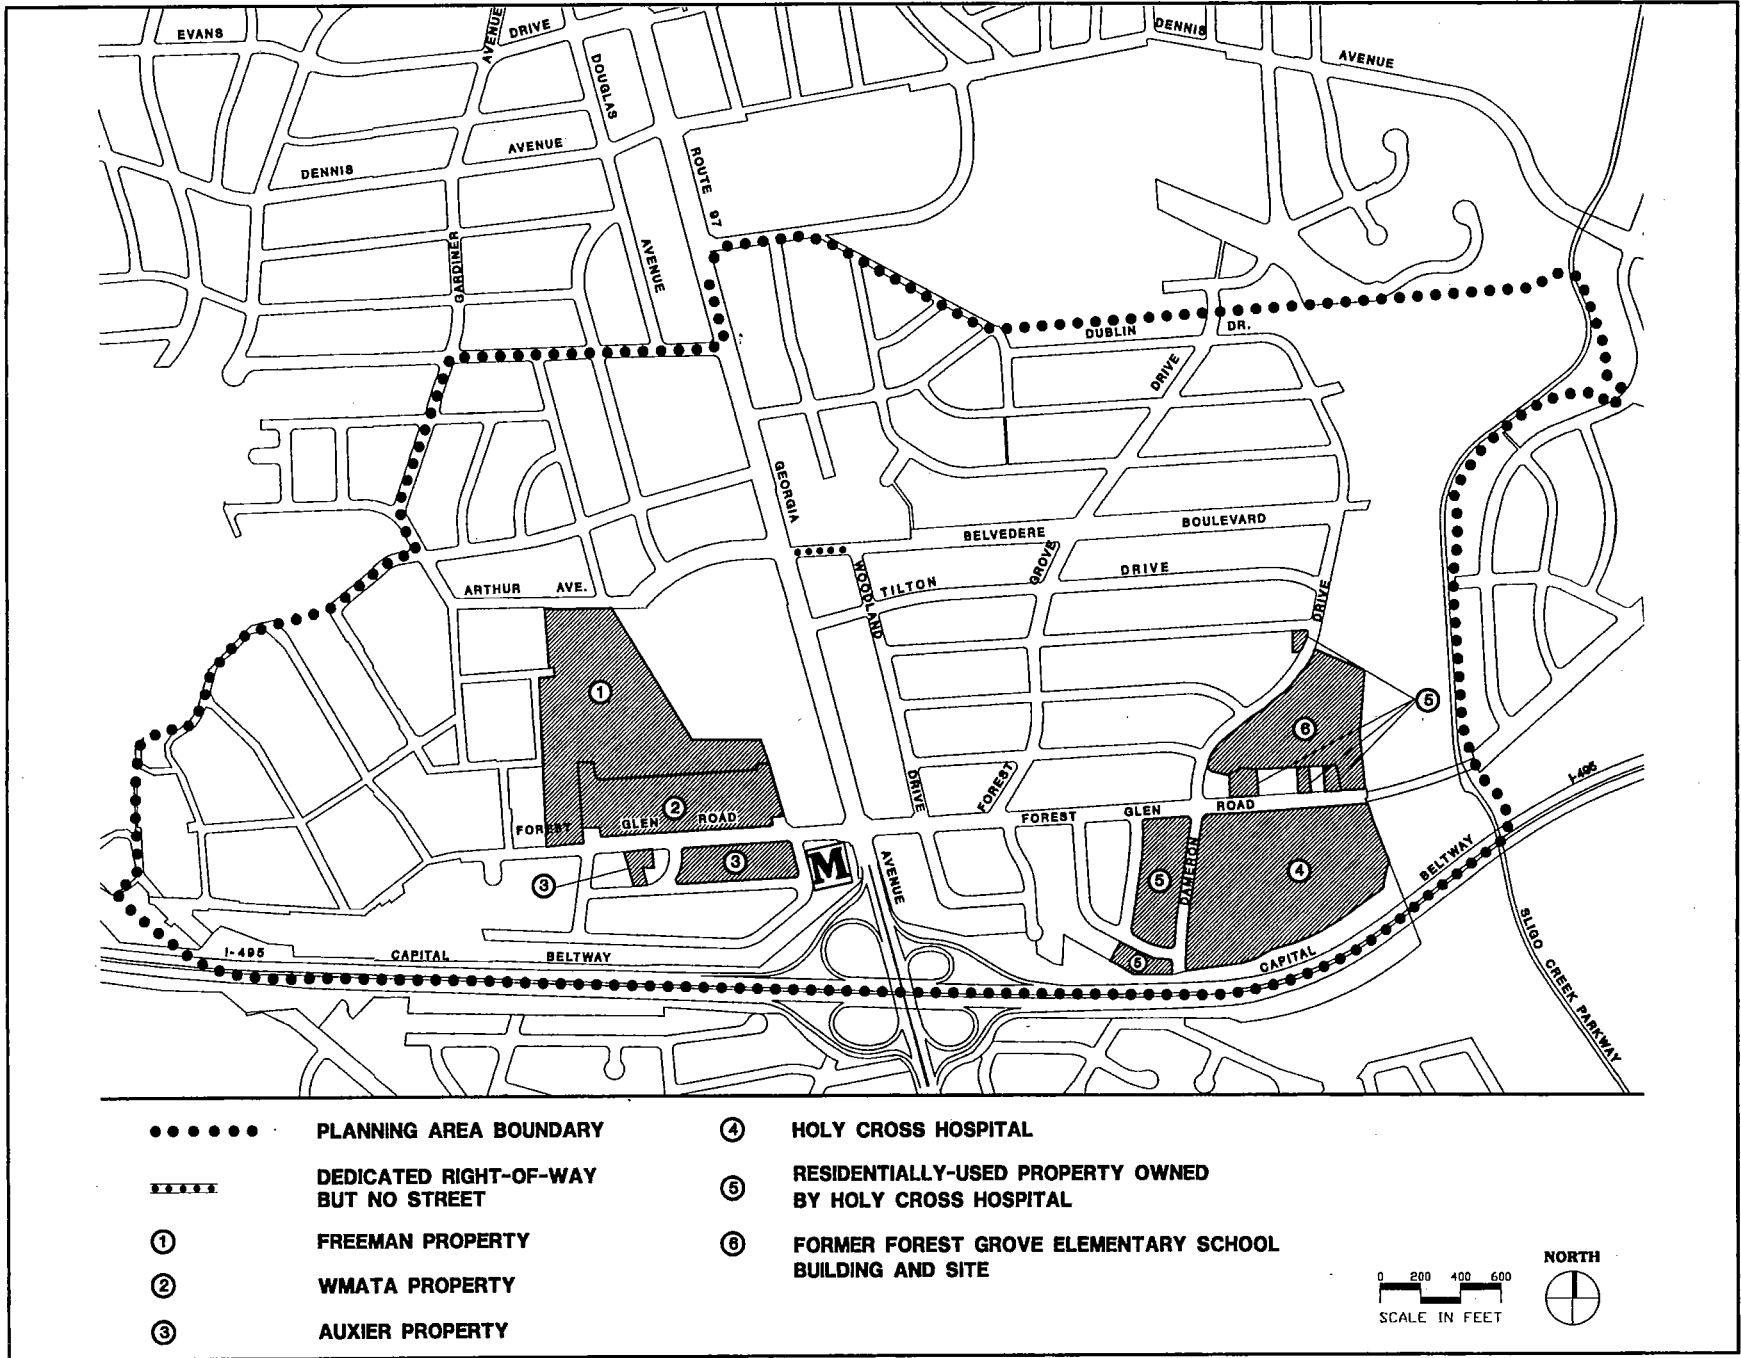 EVANS
AVENUE
DRIVE
DOUGLAS
DENNIS
AVENUE
DENNIS
AVENUE
ROUTE 97
GARDINER
AVENUE
DUBLIN DR.
DRIVE
GEORGIA
BELVEDERE BOULEVARD
GROVE
WOODLAND
TILTON DRIVE
DRIVE
ARTHUR AVE.
1
5
6
2
DRIVE
FOREST
I-495
FOREST GLEN ROAD
FOREST GLEN ROAD
3
3
M
AVENUE
5
DAMERON
4
BELTWAY
5
CAPITAL
I-495 CAPITAL BELTWAY
SLIGO CREEK PARKWAY
PLANNING AREA BOUNDARY
DEDICATED RIGHT-OF-WAY
BUT NO STREET
1 FREEMAN PROPERTY
2 WMATA PROPERTY
3 AUXIER PROPERTY
4 HOLY CROSS HOSPITAL
5 RESIDENTIALLY-USED PROPERTY OWNED
BY HOLY CROSS HOSPITAL
6 FORMER FOREST GROVE ELEMENTARY SCHOOL
BUILDING AND SITE
0 200 400 600
SCALE IN FEET
NORTH